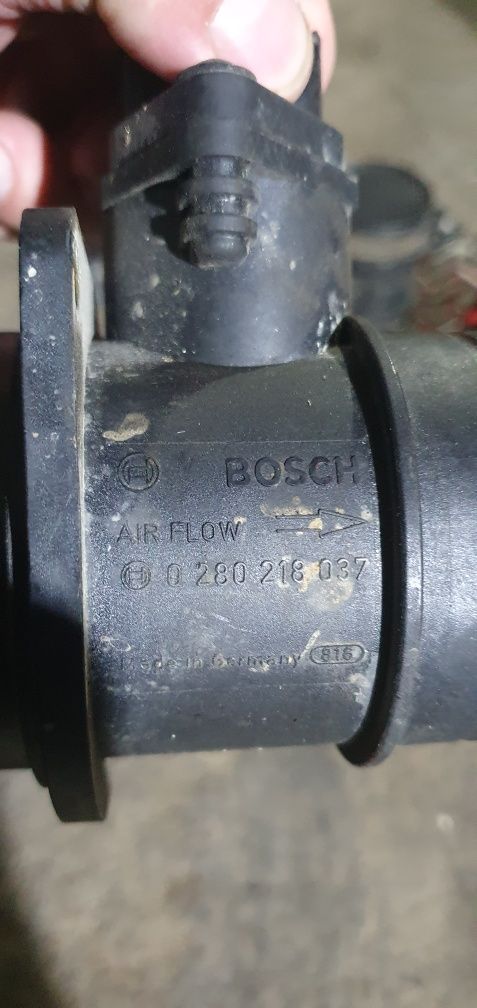 BOSCH
AIR FLOW
0 280 218 037
Made in Germany 816